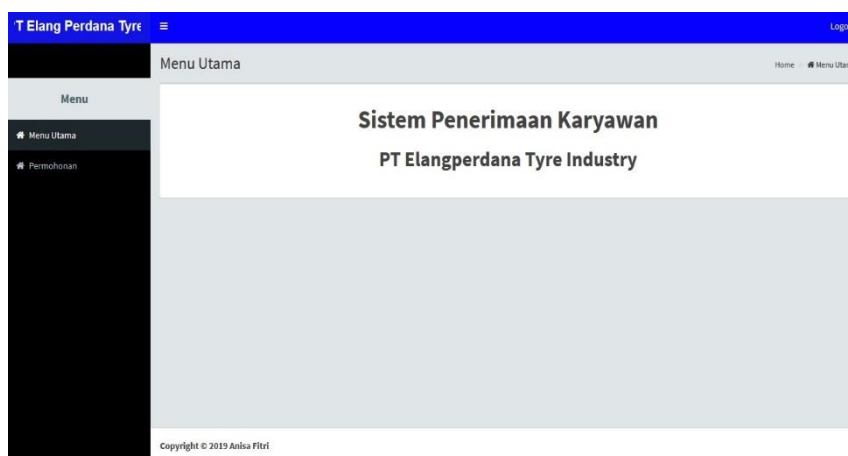 T Elang Perdana Tyre
Menu Utama
Home
Menu
Sistem Penerimaan Karyawan
PT Elangperdana Tyre Industry
Menu Utama
Permohonan
Copyright © 2019 Anisa Fitri